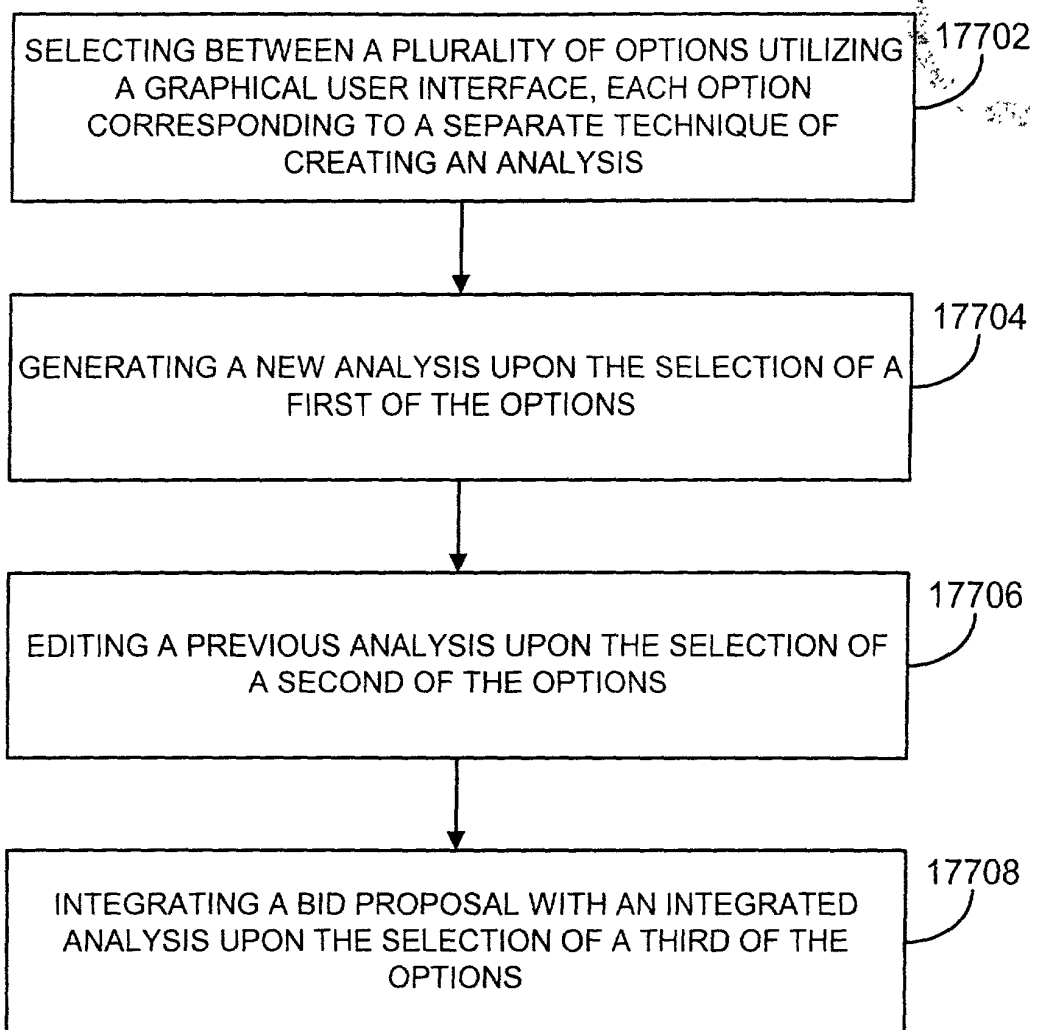 SELECTING BETWEEN A PLURALITY OF OPTIONS UTILIZING
A GRAPHICAL USER INTERFACE, EACH OPTION
CORRESPONDING TO A SEPARATE TECHNIQUE OF
CREATING AN ANALYSIS
17702
GENERATING A NEW ANALYSIS UPON THE SELECTION OF A
FIRST OF THE OPTIONS
17704
EDITING A PREVIOUS ANALYSIS UPON THE SELECTION OF
A SECOND OF THE OPTIONS
17706
INTEGRATING A BID PROPOSAL WITH AN INTEGRATED
ANALYSIS UPON THE SELECTION OF A THIRD OF THE
OPTIONS
17708